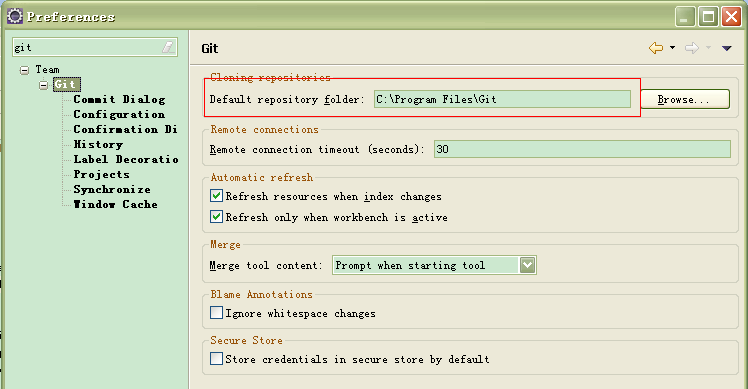 Preferences
git
Git
Team
Git
Commit Dialog
Configuration
Confirmation Di
History
Label Decoratio
Projects
Synchronize
Window Cache
Cloning repositories
Default repository folder: C:\Program Files\Git Browse...
Remote connections
Remote connection timeout (seconds): 30
Automatic refresh
Refresh resources when index changes
Refresh only when workbench is active
Merge
Merge tool content: Prompt when starting tool
Blame Annotations
Ignore whitespace changes
Secure Store
Store credentials in secure store by default